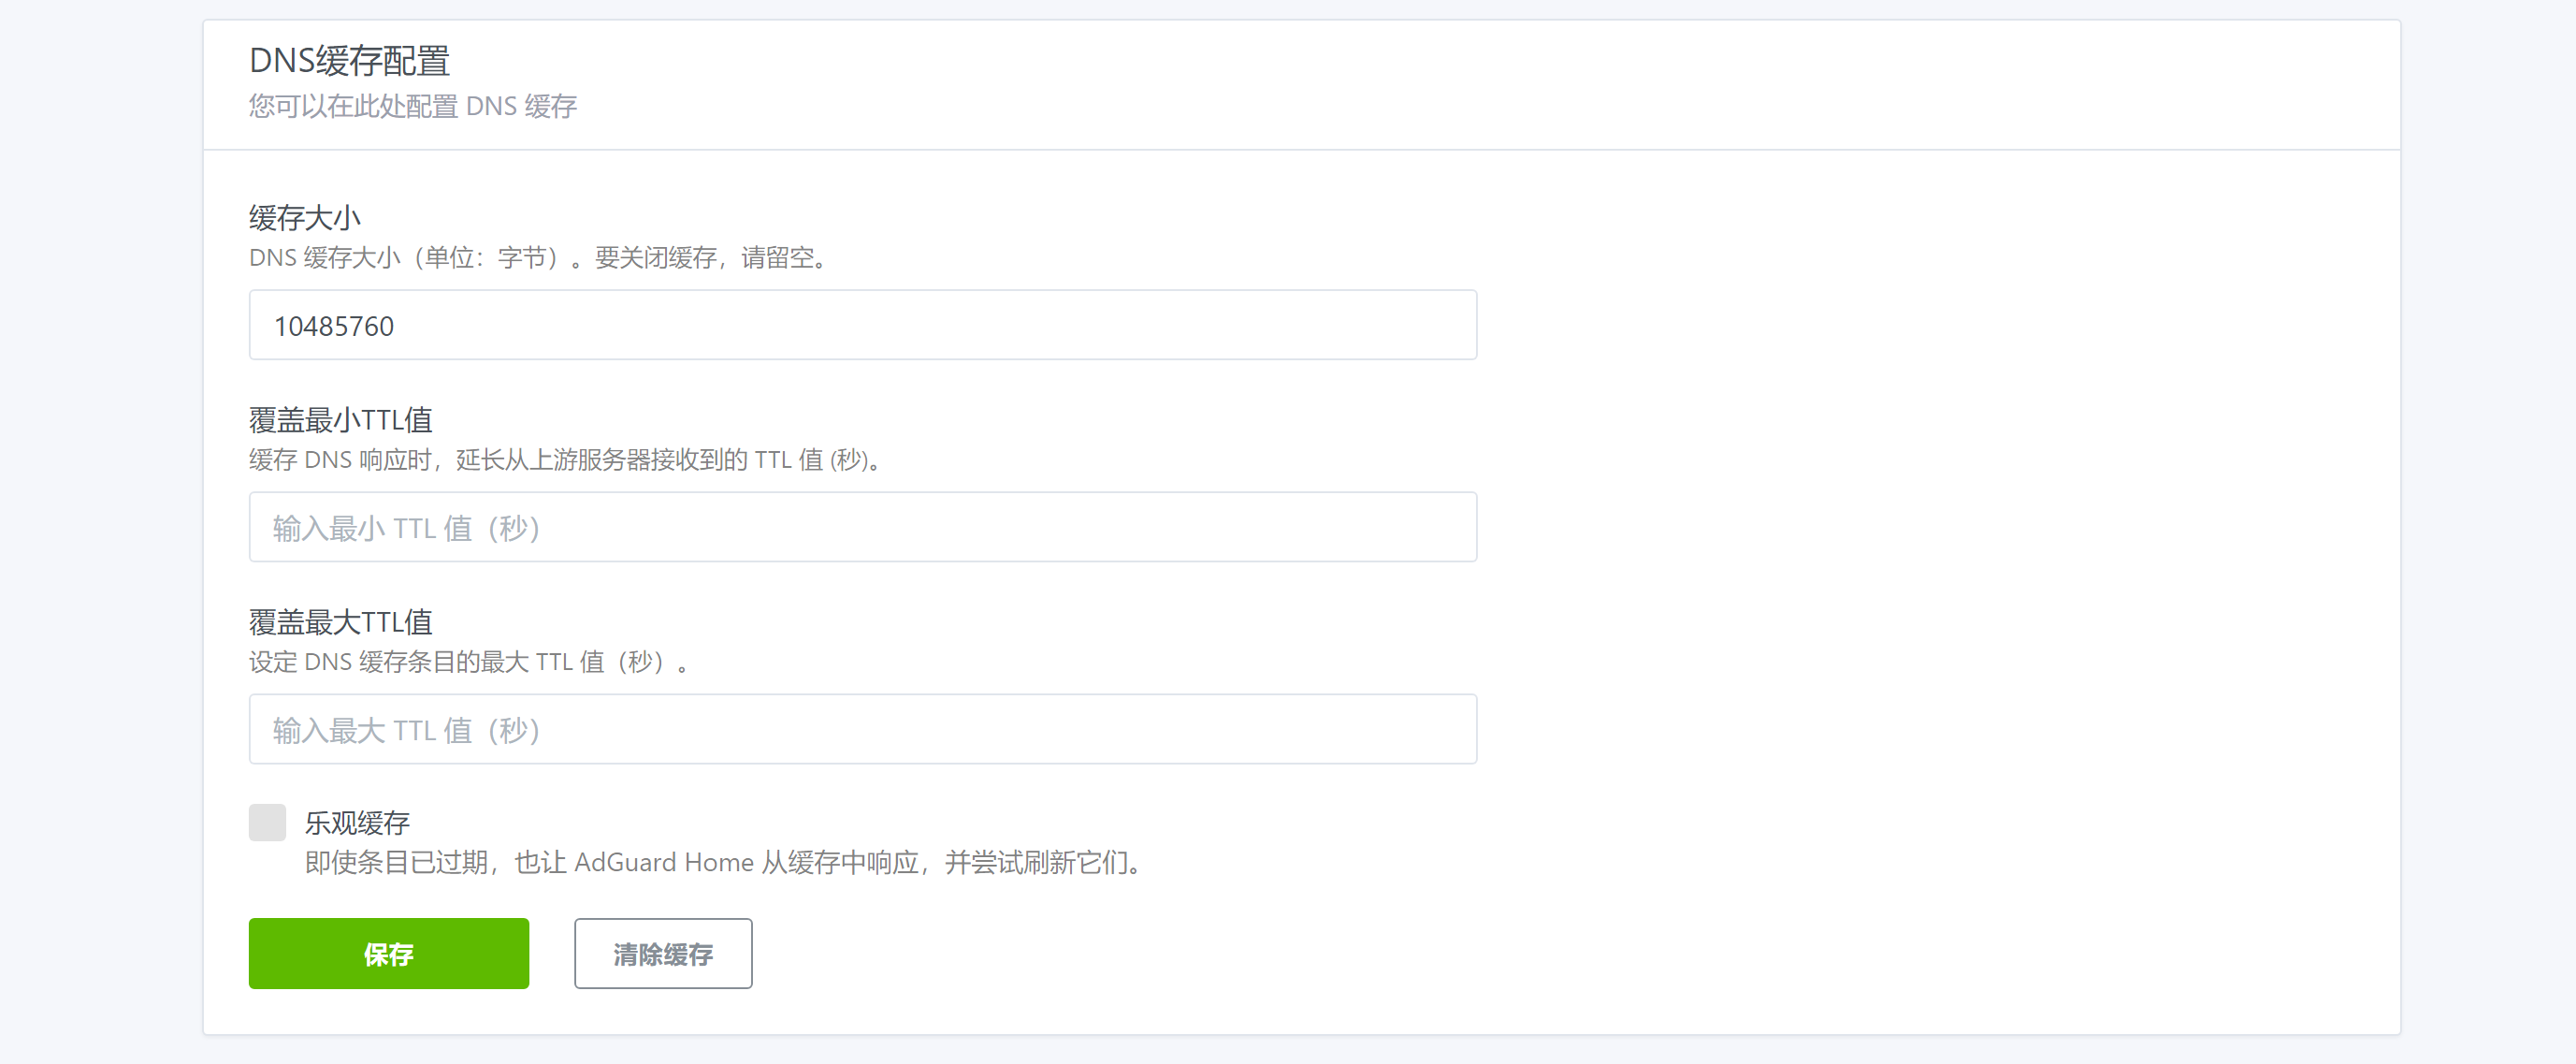 DNS缓存配置
您可以在此处配置 DNS 缓存
缓存大小
DNS 缓存大小（单位：字节）。要关闭缓存，请留空。
10485760
覆盖最小TTL值
缓存 DNS 响应时，延长从上游服务器接收到的 TTL 值 (秒)。
输入最小 TTL 值（秒）
覆盖最大TTL值
设定 DNS 缓存条目的最大 TTL 值（秒）。
输入最大 TTL 值（秒）
乐观缓存
即使条目已过期，也让 AdGuard Home 从缓存中响应，并尝试刷新它们。
保存
清除缓存